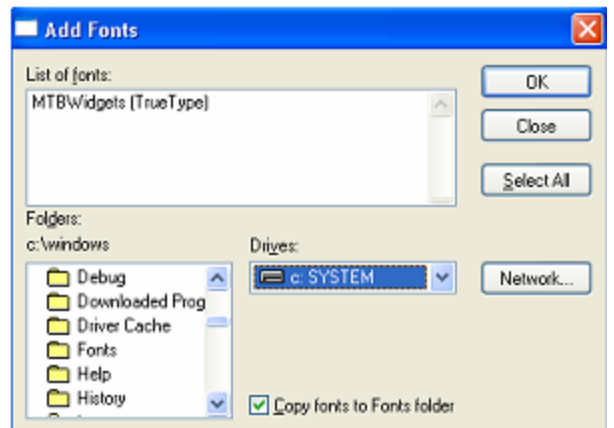 Add Fonts
List of fonts:
MTBWidgets (TrueType)
OK
Close
Select All
Folders:
c:\windows
Drives:
c: SYSTEM
Network...
Debug
Downloaded Prog
Driver Cache
Fonts
Help
History
Copy fonts to Fonts folder